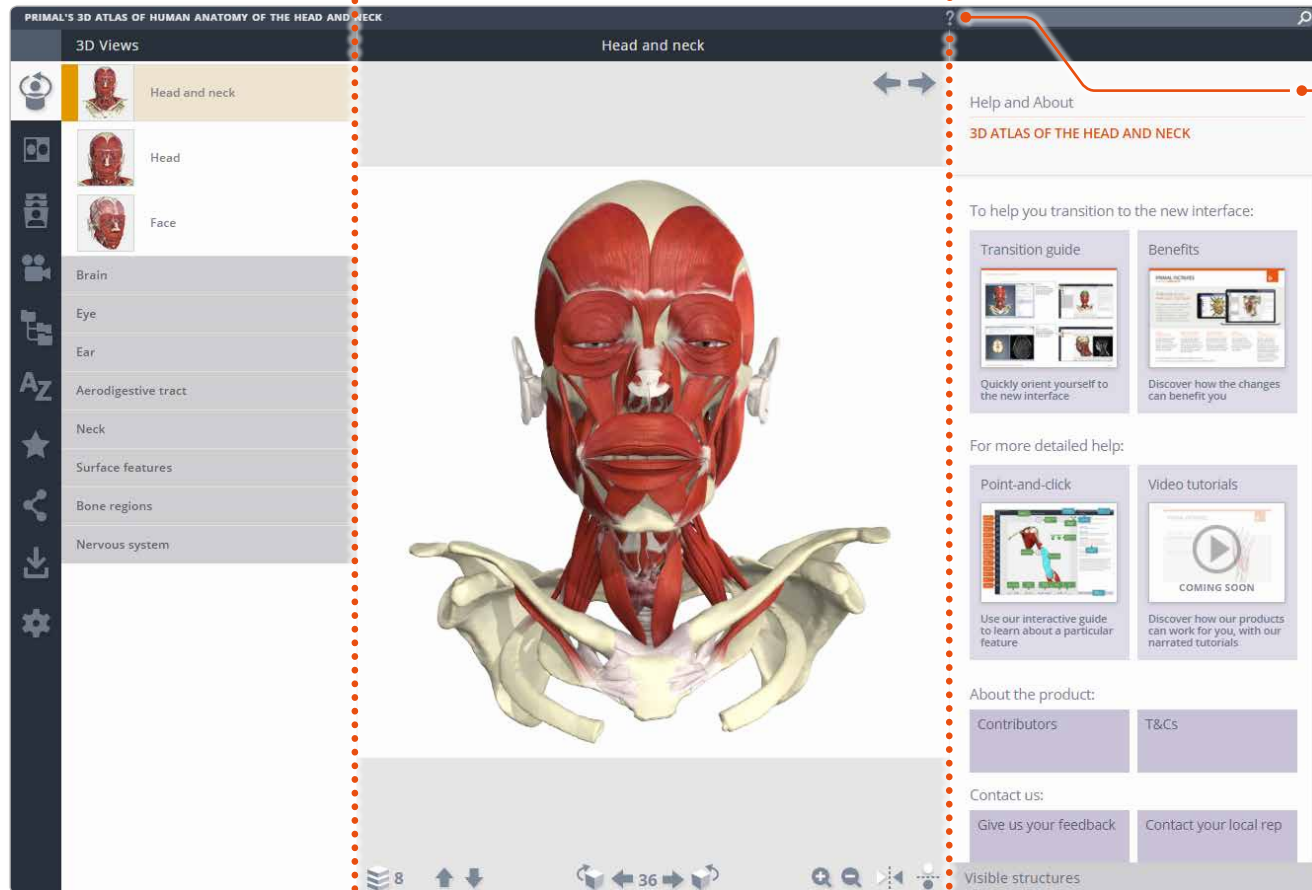 PRIMAL'S 3D ATLAS OF HUMAN ANATOMY OF THE HEAD AND NECK
?
3D Views
Head and neck
Head and neck
Head
Face
Brain
Eye
Ear
Aerodigestive tract
Neck
Surface features
Bone regions
Nervous system
AZ
8
36
Help and About
3D ATLAS OF THE HEAD AND NECK
To help you transition to the new interface:
Transition guide
Quickly orient yourself to
the new interface
Benefits
Discover how the changes
can benefit you
For more detailed help:
Point-and-click
Use our interactive guide
to learn about a particular
feature
Video tutorials
COMING SOON
Discover how our products
can work for you, with our
narrated tutorials
About the product:
Contributors
T&Cs
Contact us:
Give us your feedback
Contact your local rep
Visible structures